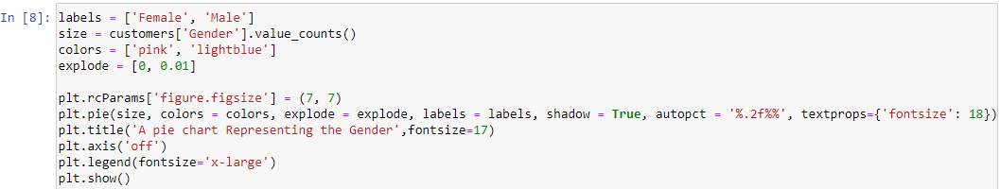 In [8]: labels = ['Female', 'Male']
size = customers['Gender'].value_counts()
colors = ['pink', 'lightblue']
explode = [0, 0.01]
plt.rcParams['figure.figsize'] = (7, 7)
plt.pie(size, colors = colors, explode = explode, labels = labels, shadow = True, autopct = '%.2f%%', textprops={'fontsize': 18})
plt.title('A pie chart Representing the Gender',fontsize=17)
plt.axis('off')
plt.legend(fontsize='x-large')
plt.show()